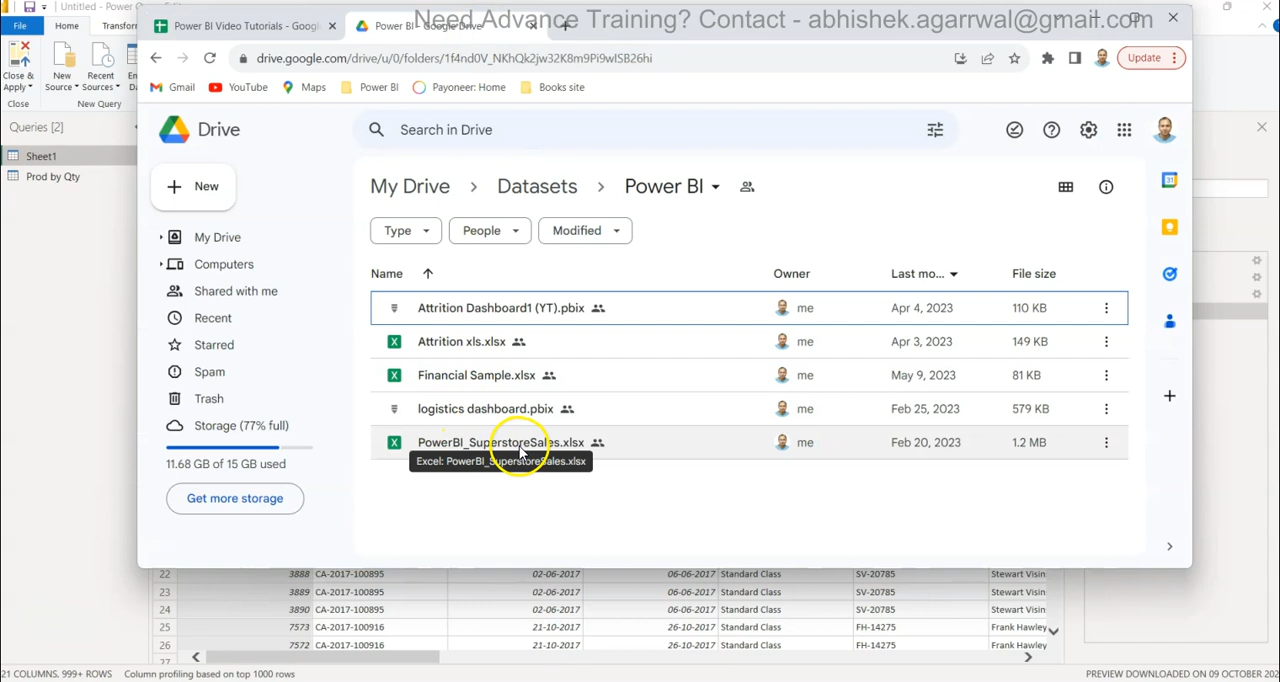 Need Advance Training? Contact - abhishek.agarrwal@gmail.com
Untitled - Power
File
Home
Transform
Power BI Video Tutorials - Googl
Power BI - Google Drive
drive.google.com/drive/u/0/folders/1f4nd0V_NKhQk2jw32K8m9Pi9wISB26hi
Update
Close &
Apply
New
Source
Recent
Sources
Close
New Query
Gmail
YouTube
Maps
Power BI
Payoneer: Home
Books site
Queries [2]
Sheet1
Prod by Qty
Drive
Search in Drive
New
My Drive
Datasets
Power BI
31
Type
People
Modified
My Drive
Computers
Shared with me
Recent
Starred
Spam
Trash
Storage (77% full)
11.68 GB of 15 GB used
Get more storage
Name
Owner
Last mo...
File size
Attrition Dashboard1 (YT).pbix
me
Apr 4, 2023
110 KB
X
Attrition xls.xlsx
me
Apr 3, 2023
149 KB
X
Financial Sample.xlsx
me
May 9, 2023
81 KB
logistics dashboard.pbix
me
Feb 25, 2023
579 KB
X
PowerBI_SuperstoreSales.xlsx
me
Feb 20, 2023
1.2 MB
Excel: PowerBI_SuperstoreSales.xlsx
22 3888 CA-2017-100895 02-06-2017 06-06-2017 Standard Class SV-20785 Stewart Visin
23 3889 CA-2017-100895 02-06-2017 06-06-2017 Standard Class SV-20785 Stewart Visin
24 3890 CA-2017-100895 02-06-2017 06-06-2017 Standard Class SV-20785 Stewart Visin
25 7573 CA-2017-100916 21-10-2017 26-10-2017 Standard Class FH-14275 Frank Hawley
26 7572 CA-2017-100916 21-10-2017 26-10-2017 Standard Class FH-14275 Frank Hawley
27
21 COLUMNS, 999+ ROWS
Column profiling based on top 1000 rows
PREVIEW DOWNLOADED ON 09 OCTOBER 202